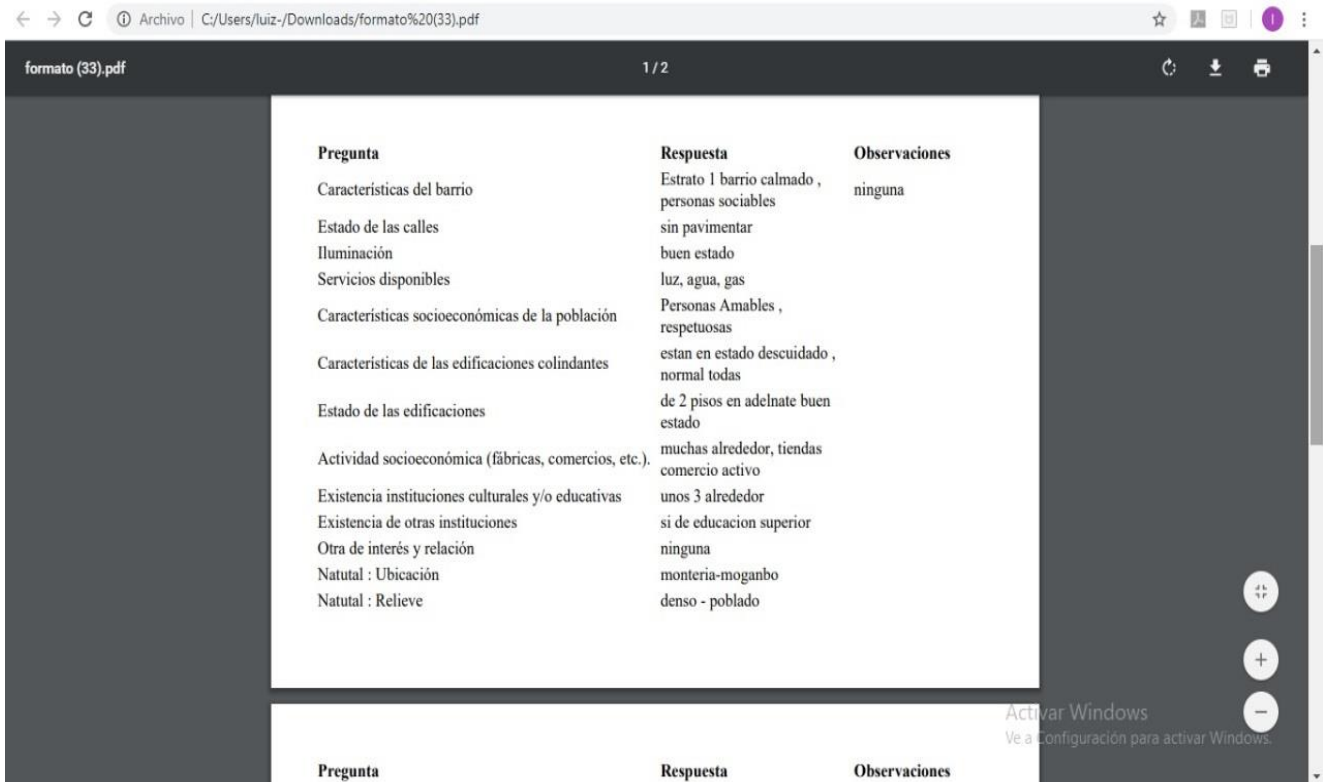 Archivo | C:/Users/luiz-/Downloads/formato%20(33).pdf
I
formato (33).pdf
1 / 2
Pregunta Respuesta Observaciones
Características del barrio Estrato 1 barrio calmado , ninguna
personas sociables
Estado de las calles sin pavimentar
Iluminación buen estado
Servicios disponibles luz, agua, gas
Características socioeconómicas de la población Personas Amables ,
respetuosas
Características de las edificaciones colindantes estan en estado descuidado ,
normal todas
Estado de las edificaciones de 2 pisos en adelnate buen
estado
Actividad socioeconómica (fábricas, comercios, etc.). muchas alrededor, tiendas
comercio activo
Existencia instituciones culturales y/o educativas unos 3 alrededor
Existencia de otras instituciones si de educacion superior
Otra de interés y relación ninguna
Natutal : Ubicación monteria-moganbo
Natutal : Relieve denso - poblado
Activar Windows
Ve a Configuración para activar Windows.
Pregunta Respuesta Observaciones